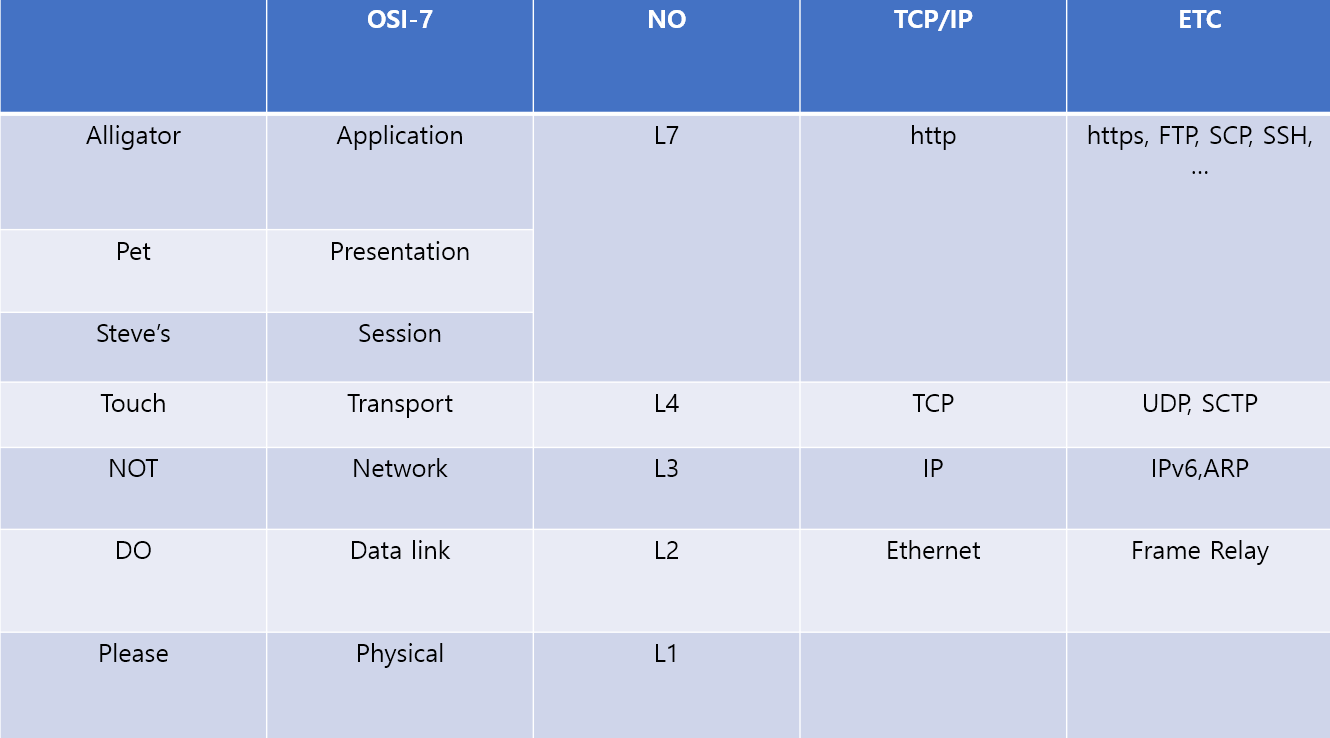 OSI-7 NO TCP/IP ETC
Alligator Application L7 http https, FTP, SCP, SSH,
...
Pet Presentation
Steve’s Session
Touch Transport L4 TCP UDP, SCTP
NOT Network L3 IP IPv6,ARP
DO Data link L2 Ethernet Frame Relay
Please Physical L1